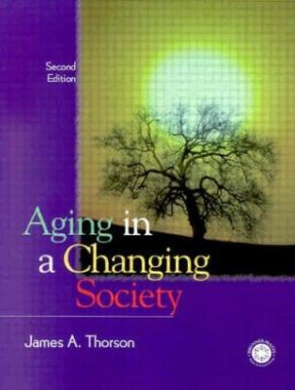 Second
Edition
Aging in
a Changing
Society
James A. Thorson